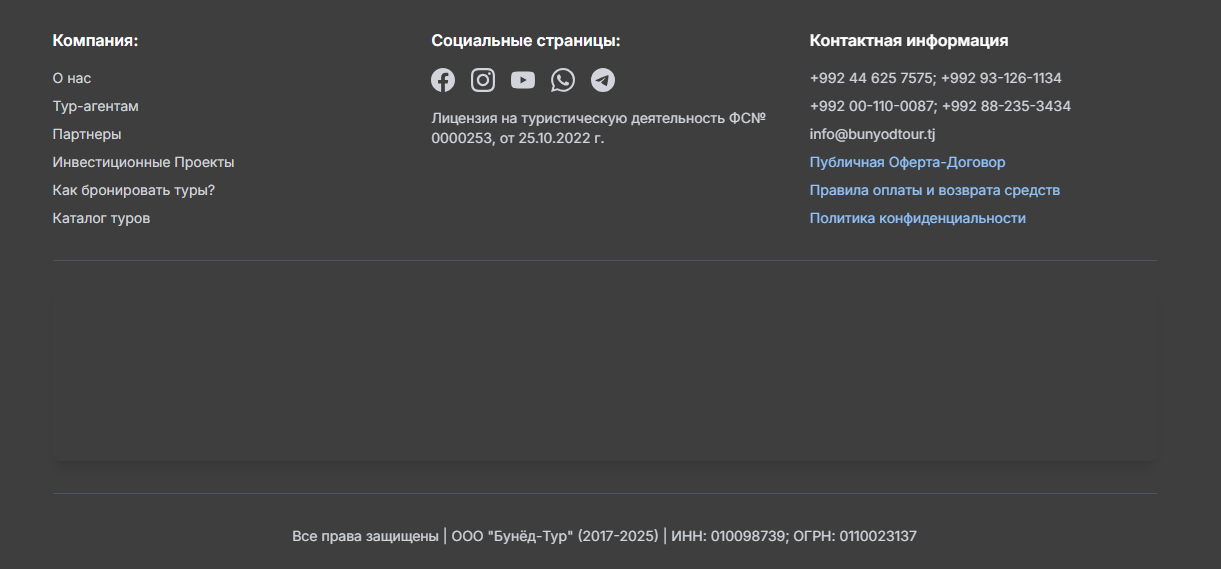 Компания:
О нас
Тур-агентам
Партнеры
Инвестиционные Проекты
Как бронировать туры?
Каталог туров
Социальные страницы:
Лицензия на туристическую деятельность ФС№
0000253, от 25.10.2022 г.
Контактная информация
+992 44 625 7575; +992 93-126-1134
+992 00-110-0087; +992 88-235-3434
info@bunyodtour.tj
Публичная Оферта-Договор
Правила оплаты и возврата средств
Политика конфиденциальности
Все права защищены | ООО "Бунёд-Тур" (2017-2025) | ИНН: 010098739; ОГРН: 0110023137